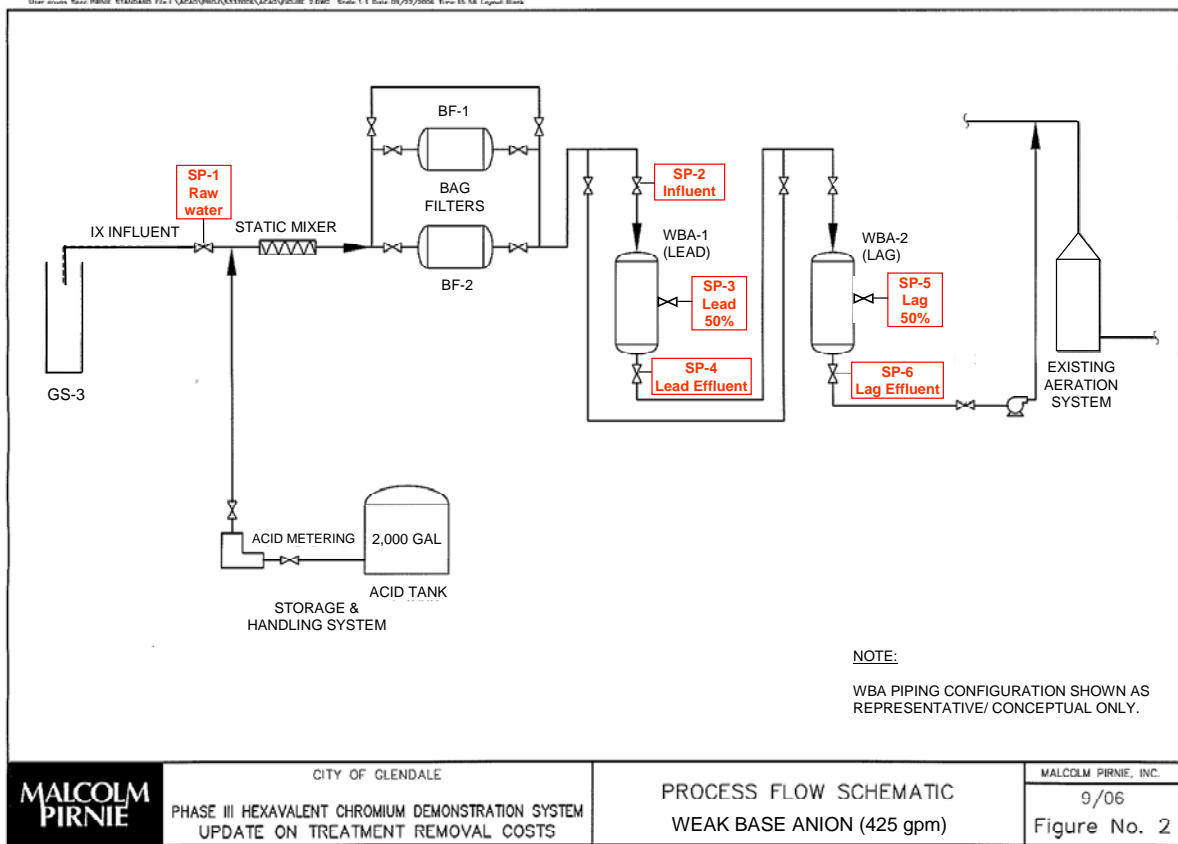 BF-1
BAG
FILTERS
BF-2
SP-1
Raw
water
IX INFLUENT
STATIC MIXER
GS-3
SP-2
Influent
WBA-1
(LEAD)
SP-3
Lead
50%
SP-4
Lead Effluent
WBA-2
(LAG)
SP-5
Lag
50%
SP-6
Lag Effluent
EXISTING
AERATION
SYSTEM
ACID METERING
2,000 GAL
ACID TANK
STORAGE &
HANDLING SYSTEM
NOTE:
WBA PIPING CONFIGURATION SHOWN AS
REPRESENTATIVE/ CONCEPTUAL ONLY.
MALCOLM
PIRNIE
CITY OF GLENDALE
PHASE III HEXAVALENT CHROMIUM DEMONSTRATION SYSTEM
UPDATE ON TREATMENT REMOVAL COSTS
PROCESS FLOW SCHEMATIC
WEAK BASE ANION (425 gpm)
MALCOLM PIRNIE, INC.
9/06
Figure No. 2